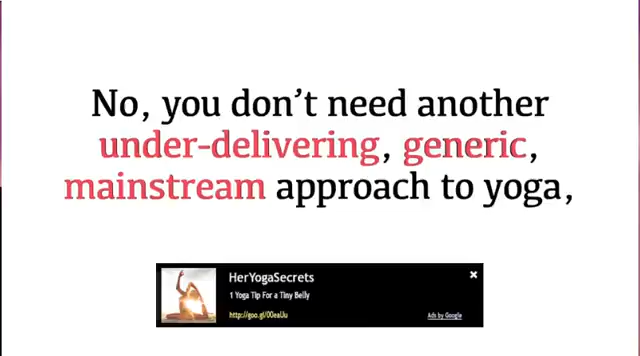 No, you don’t need another
under-delivering, generic,
mainstream approach to yoga,
HerYogaSecrets
1 Yoga Tip For a Tiny Belly
http://goo.gl/00eaUu
Ads by Google